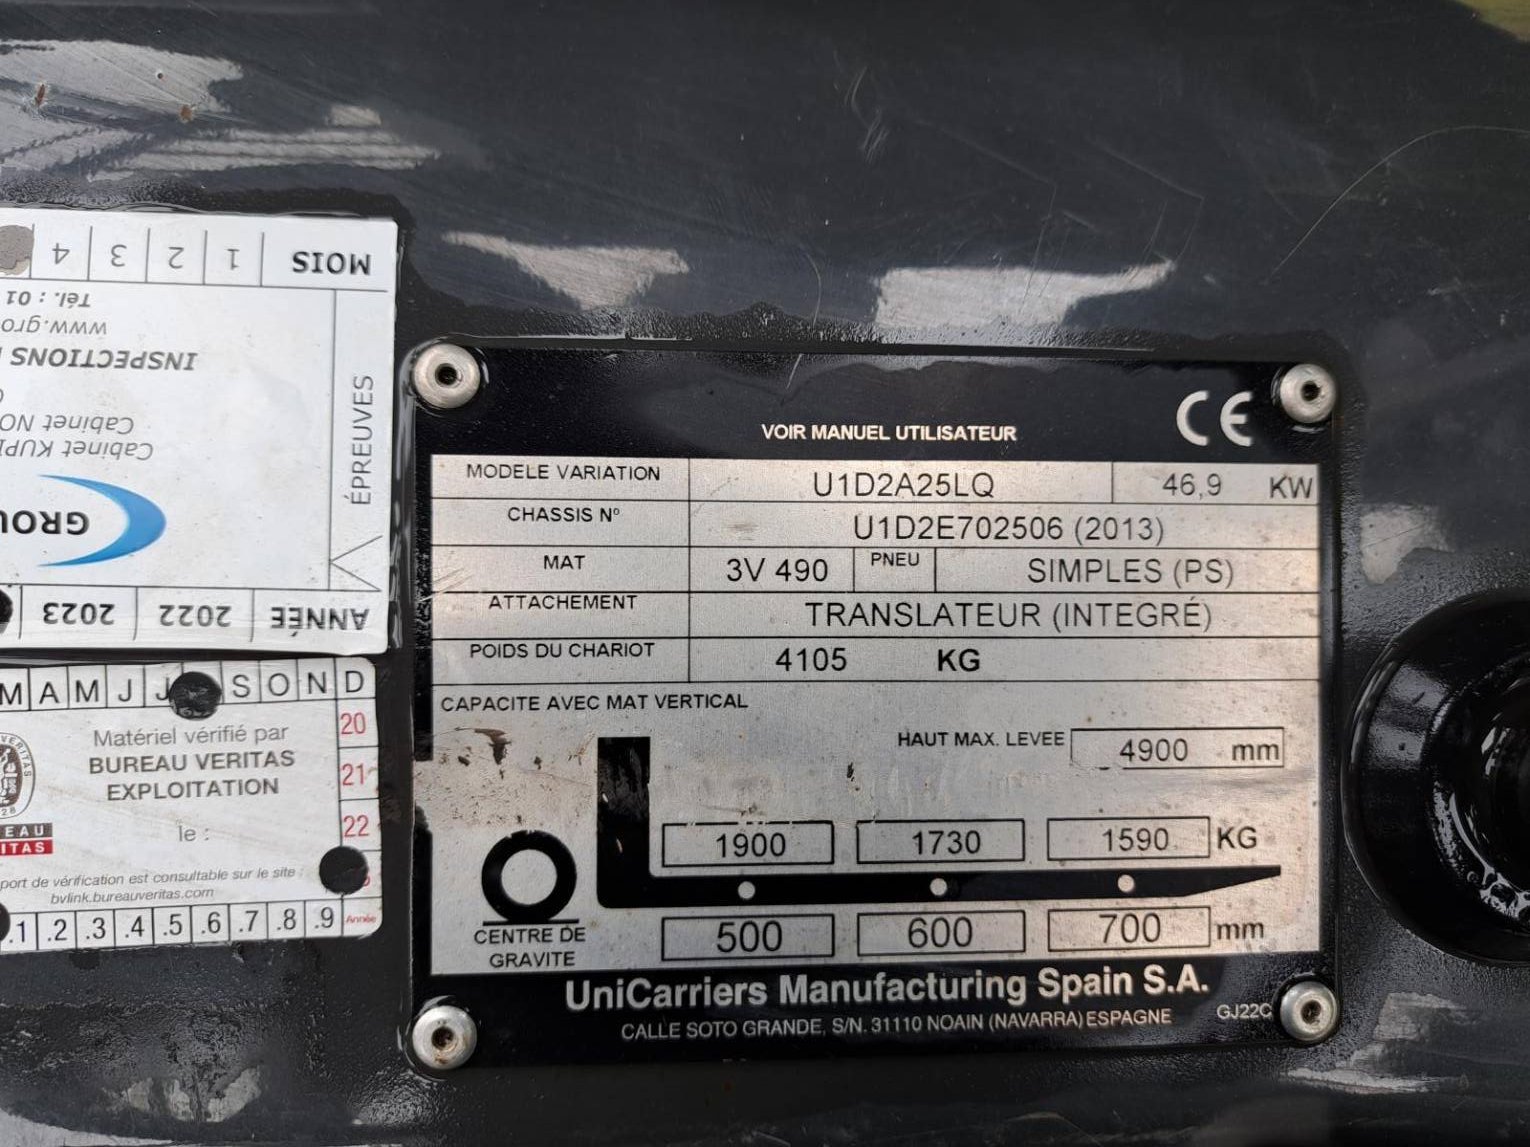 MOIS 1 2 3 4
Tél. : 01
INSPECTIONS
Cabinet
Cabinet
ÉPREUVES
ANNÉE 2022 2023
M A M J J S O N D
20
21
22
Matériel vérifié par
BUREAU VERITAS
EXPLOITATION
le :
port de vérification est consultable sur le site :
bvlink.bureauveritas.com
.1 .2 .3 .4 .5 .6 .7 .8 .9 Année
VOIR MANUEL UTILISATEUR
CE
MODELE VARIATION U1D2A25LQ 46,9 KW
CHASSIS Nº U1D2E702506 (2013)
MAT 3V 490 PNEU SIMPLES (PS)
ATTACHEMENT TRANSLATEUR (INTEGRÉ)
POIDS DU CHARIOT 4105 KG
CAPACITE AVEC MAT VERTICAL
HAUT MAX. LEVEE 4900 mm
1900 1730 1590 KG
500 600 700 mm
CENTRE DE
GRAVITE
UniCarriers Manufacturing Spain S.A.
CALLE SOTO GRANDE, S/N. 31110 NOAIN (NAVARRA) ESPAGNE GJ22C